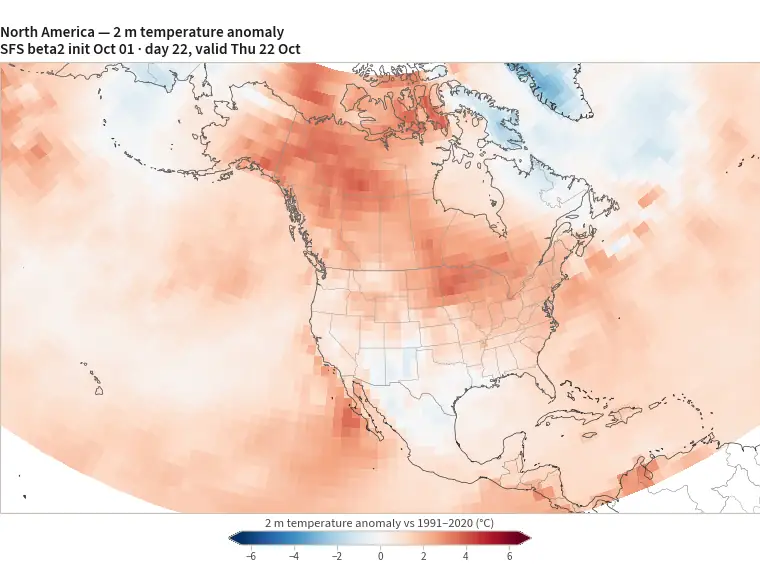 North America — 2 m temperature anomaly
SFS beta2 init Oct 01 · day 22, valid Thu 22 Oct
2 m temperature anomaly vs 1991–2020 (°C)
−6 −4 −2 0 2 4 6